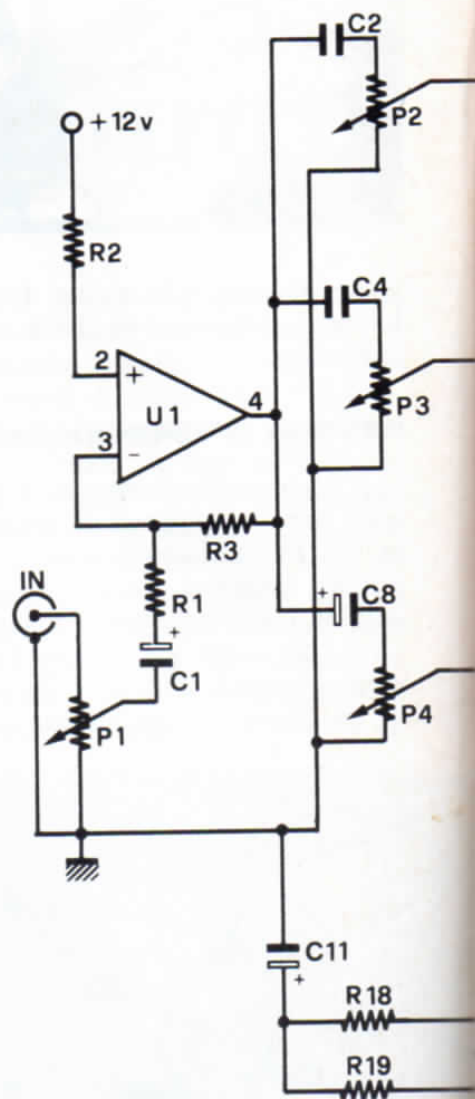 C2
+12v
P2
R2
C4
2
+
U1
4
P3
3
-
R3
IN
R1
+
C8
+
C1
P1
P4
C11
+
R18
R19